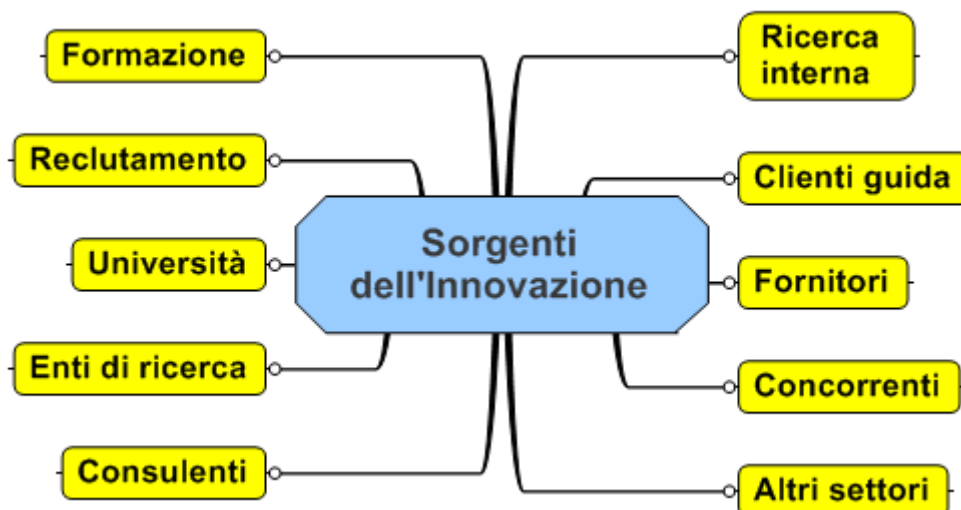 Formazione
Reclutamento
Università
Enti di ricerca
Consulenti
Sorgenti
dell'Innovazione
Ricerca
interna
Clienti guida
Fornitori
Concorrenti
Altri settori